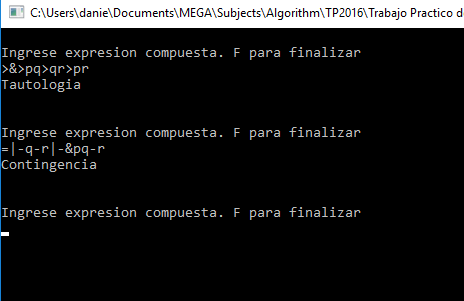 C:\Users\danie\Documents\MEGA\Subjects\Algorithm\TP2016\Trabajo Practico d
Ingrese expresion compuesta. F para finalizar
>&>pq>qr>pr
Tautologia
Ingrese expresion compuesta. F para finalizar
=|-q-r|-&pq-r
Contingencia
Ingrese expresion compuesta. F para finalizar